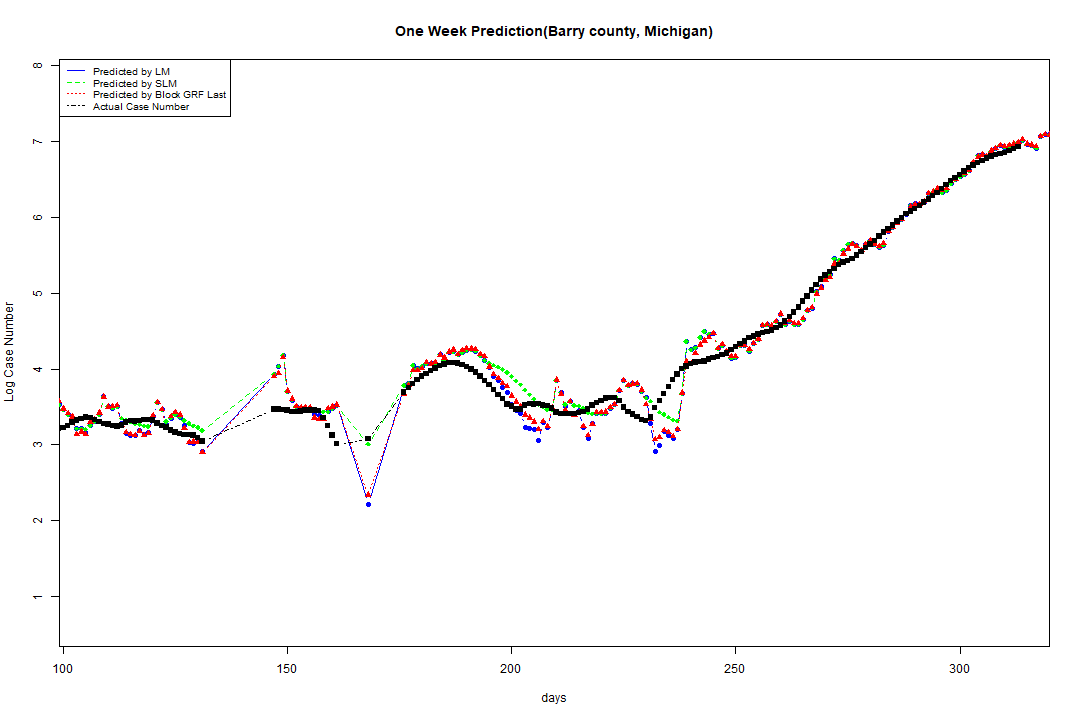 One Week Prediction(Barry county, Michigan)
Predicted by LM
Predicted by SLM
Predicted by Block GRF Last
Actual Case Number
8
7
6
5
4
3
2
1
Log Case Number
100 150 200 250 300
days